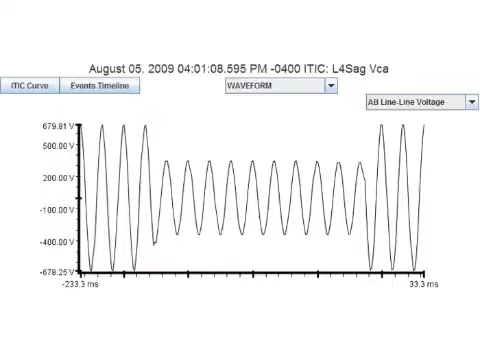 August 05, 2009 04:01:08.595 PM -0400 ITIC: L4Sag Vca
ITIC Curve
Events Timeline
WAVEFORM
AB Line-Line Voltage
679.81 V
500.00 V
200.00 V
-100.00 V
-400.00 V
-678.25 V
-233.3 ms
33.3 ms